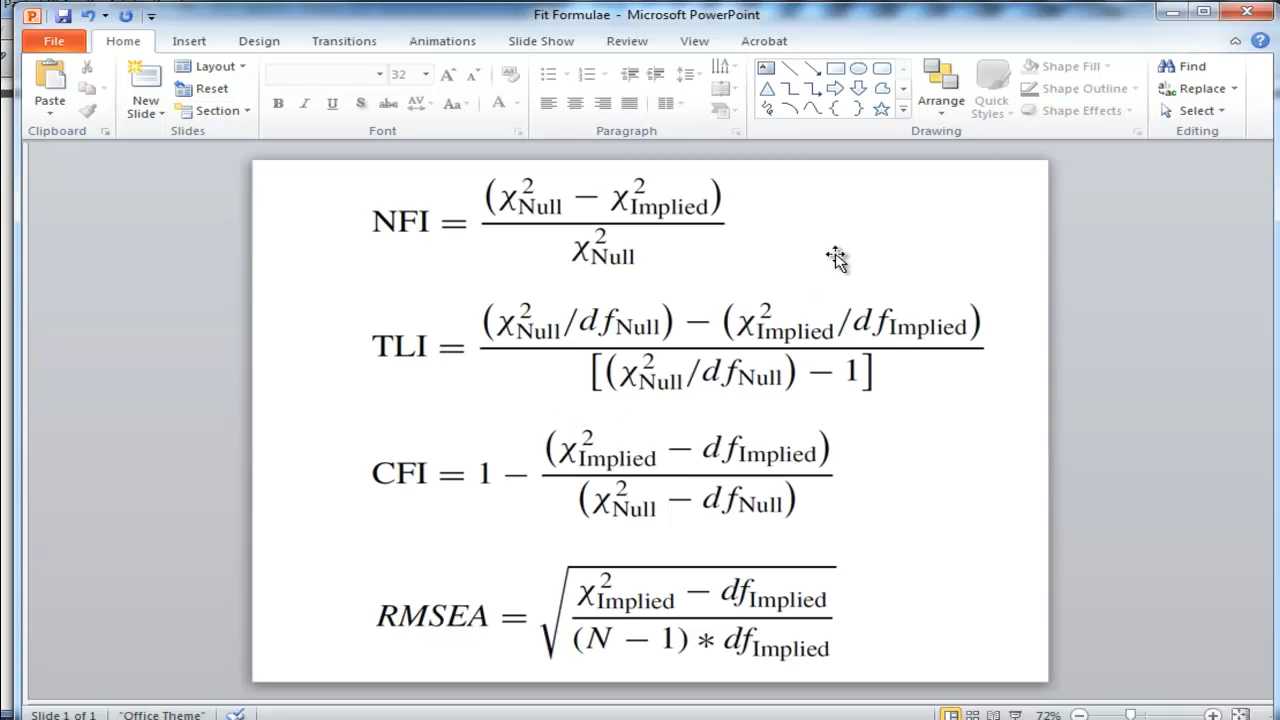 Fit Formulae - Microsoft PowerPoint
File Home Insert Design Transitions Animations Slide Show Review View Acrobat
Paste
New Slide
Layout
Reset
Section
32
B I U S abc AV Aa A
Arrange
Quick Styles
Shape Fill
Shape Outline
Shape Effects
Find
Replace
Select
Clipboard Slides Font Paragraph Drawing Editing
NFI = (χ²Null − χ²Implied) / χ²Null
TLI = (χ²Null/dfNull) − (χ²Implied/dfImplied) / [(χ²Null/dfNull) − 1]
CFI = 1 − (χ²Implied − dfImplied) / (χ²Null − dfNull)
RMSEA = √ χ²Implied − dfImplied / (N − 1) * dfImplied
Slide 1 of 1 "Office Theme" 72%